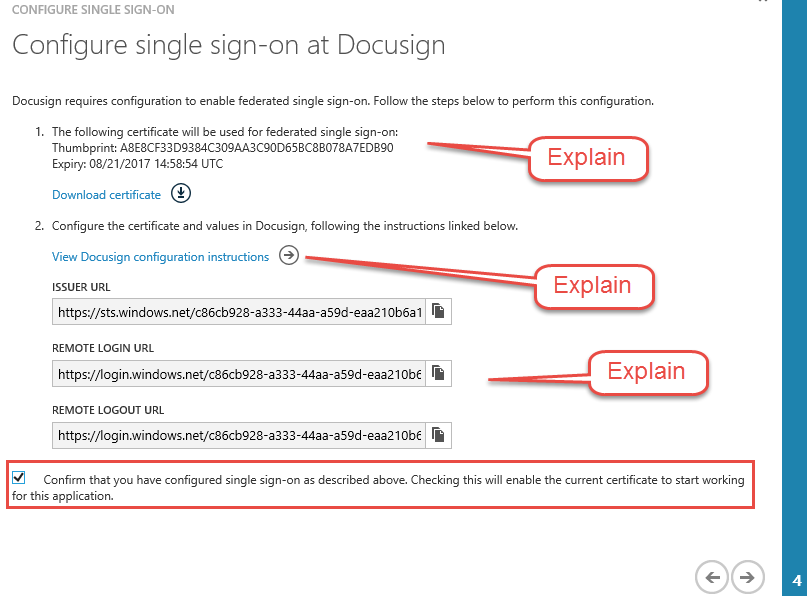 CONFIGURE SINGLE SIGN-ON
Configure single sign-on at Docusign
Docusign requires configuration to enable federated single sign-on. Follow the steps below to perform this configuration.
1. The following certificate will be used for federated single sign-on:
Thumbprint: A8E8CF33D9384C309AA3C90D65BC8B078A7EDB90
Expiry: 08/21/2017 14:58:54 UTC
Explain
Download certificate
2. Configure the certificate and values in Docusign, following the instructions linked below.
View Docusign configuration instructions
Explain
ISSUER URL
https://sts.windows.net/c86cb928-a333-44aa-a59d-eaa210b6a1
REMOTE LOGIN URL
https://login.windows.net/c86cb928-a333-44aa-a59d-eaa210b6
Explain
REMOTE LOGOUT URL
https://login.windows.net/c86cb928-a333-44aa-a59d-eaa210b6
Confirm that you have configured single sign-on as described above. Checking this will enable the current certificate to start working
for this application.
4